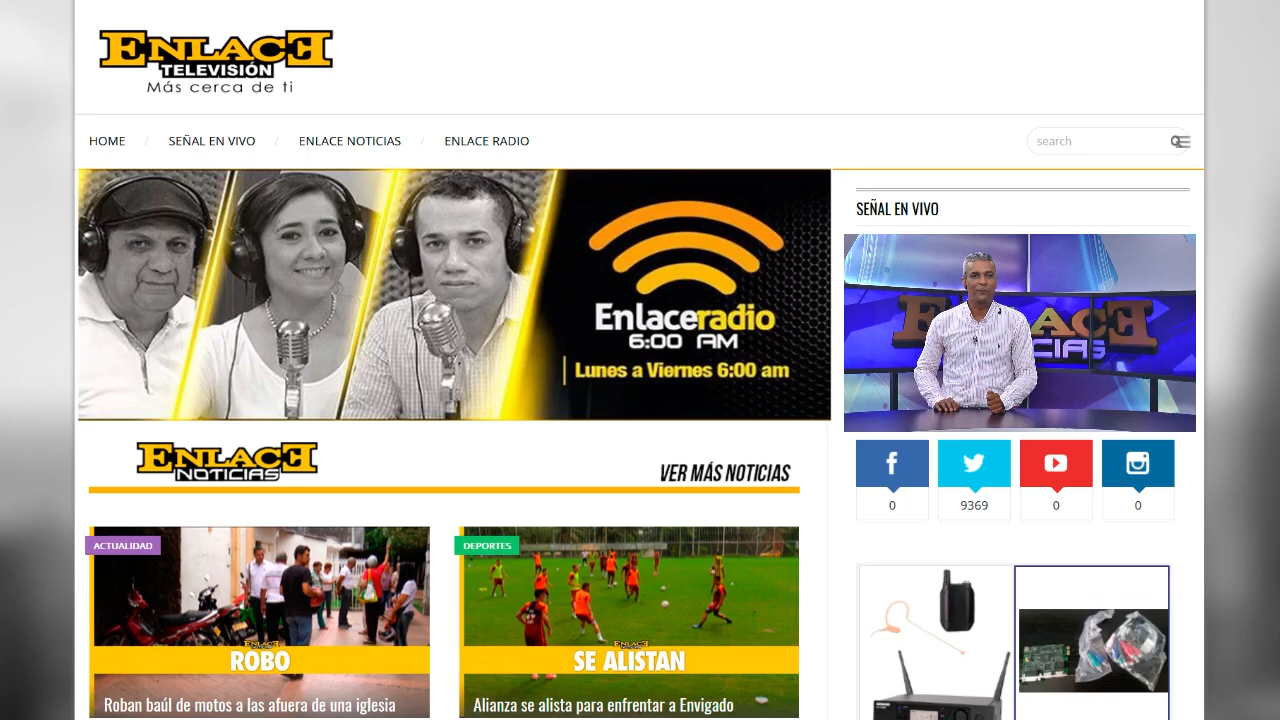 ENLACE
TELEVISIÓN
Más cerca de ti
HOME / SEÑAL EN VIVO / ENLACE NOTICIAS / ENLACE RADIO
search
Enlaceradio
6:00 AM
Lunes a Viernes 6:00 am
SEÑAL EN VIVO
0 9369 0 0
ENLACE
NOTICIAS
VER MÁS NOTICIAS
ACTUALIDAD
ENLACE
ROBO
Roban baúl de motos a las afuera de una iglesia
DEPORTES
ENLACE
SE ALISTAN
Alianza se alista para enfrentar a Envigado